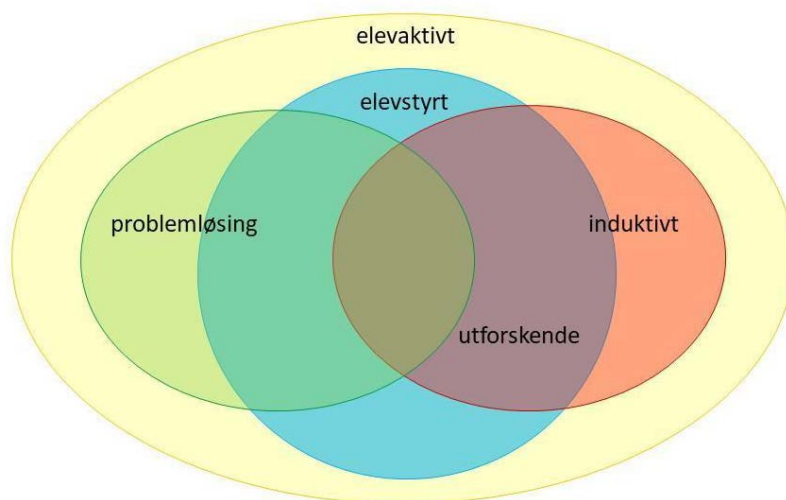 elevaktivt
elevstyrt
problemløsing
induktivt
utforskende